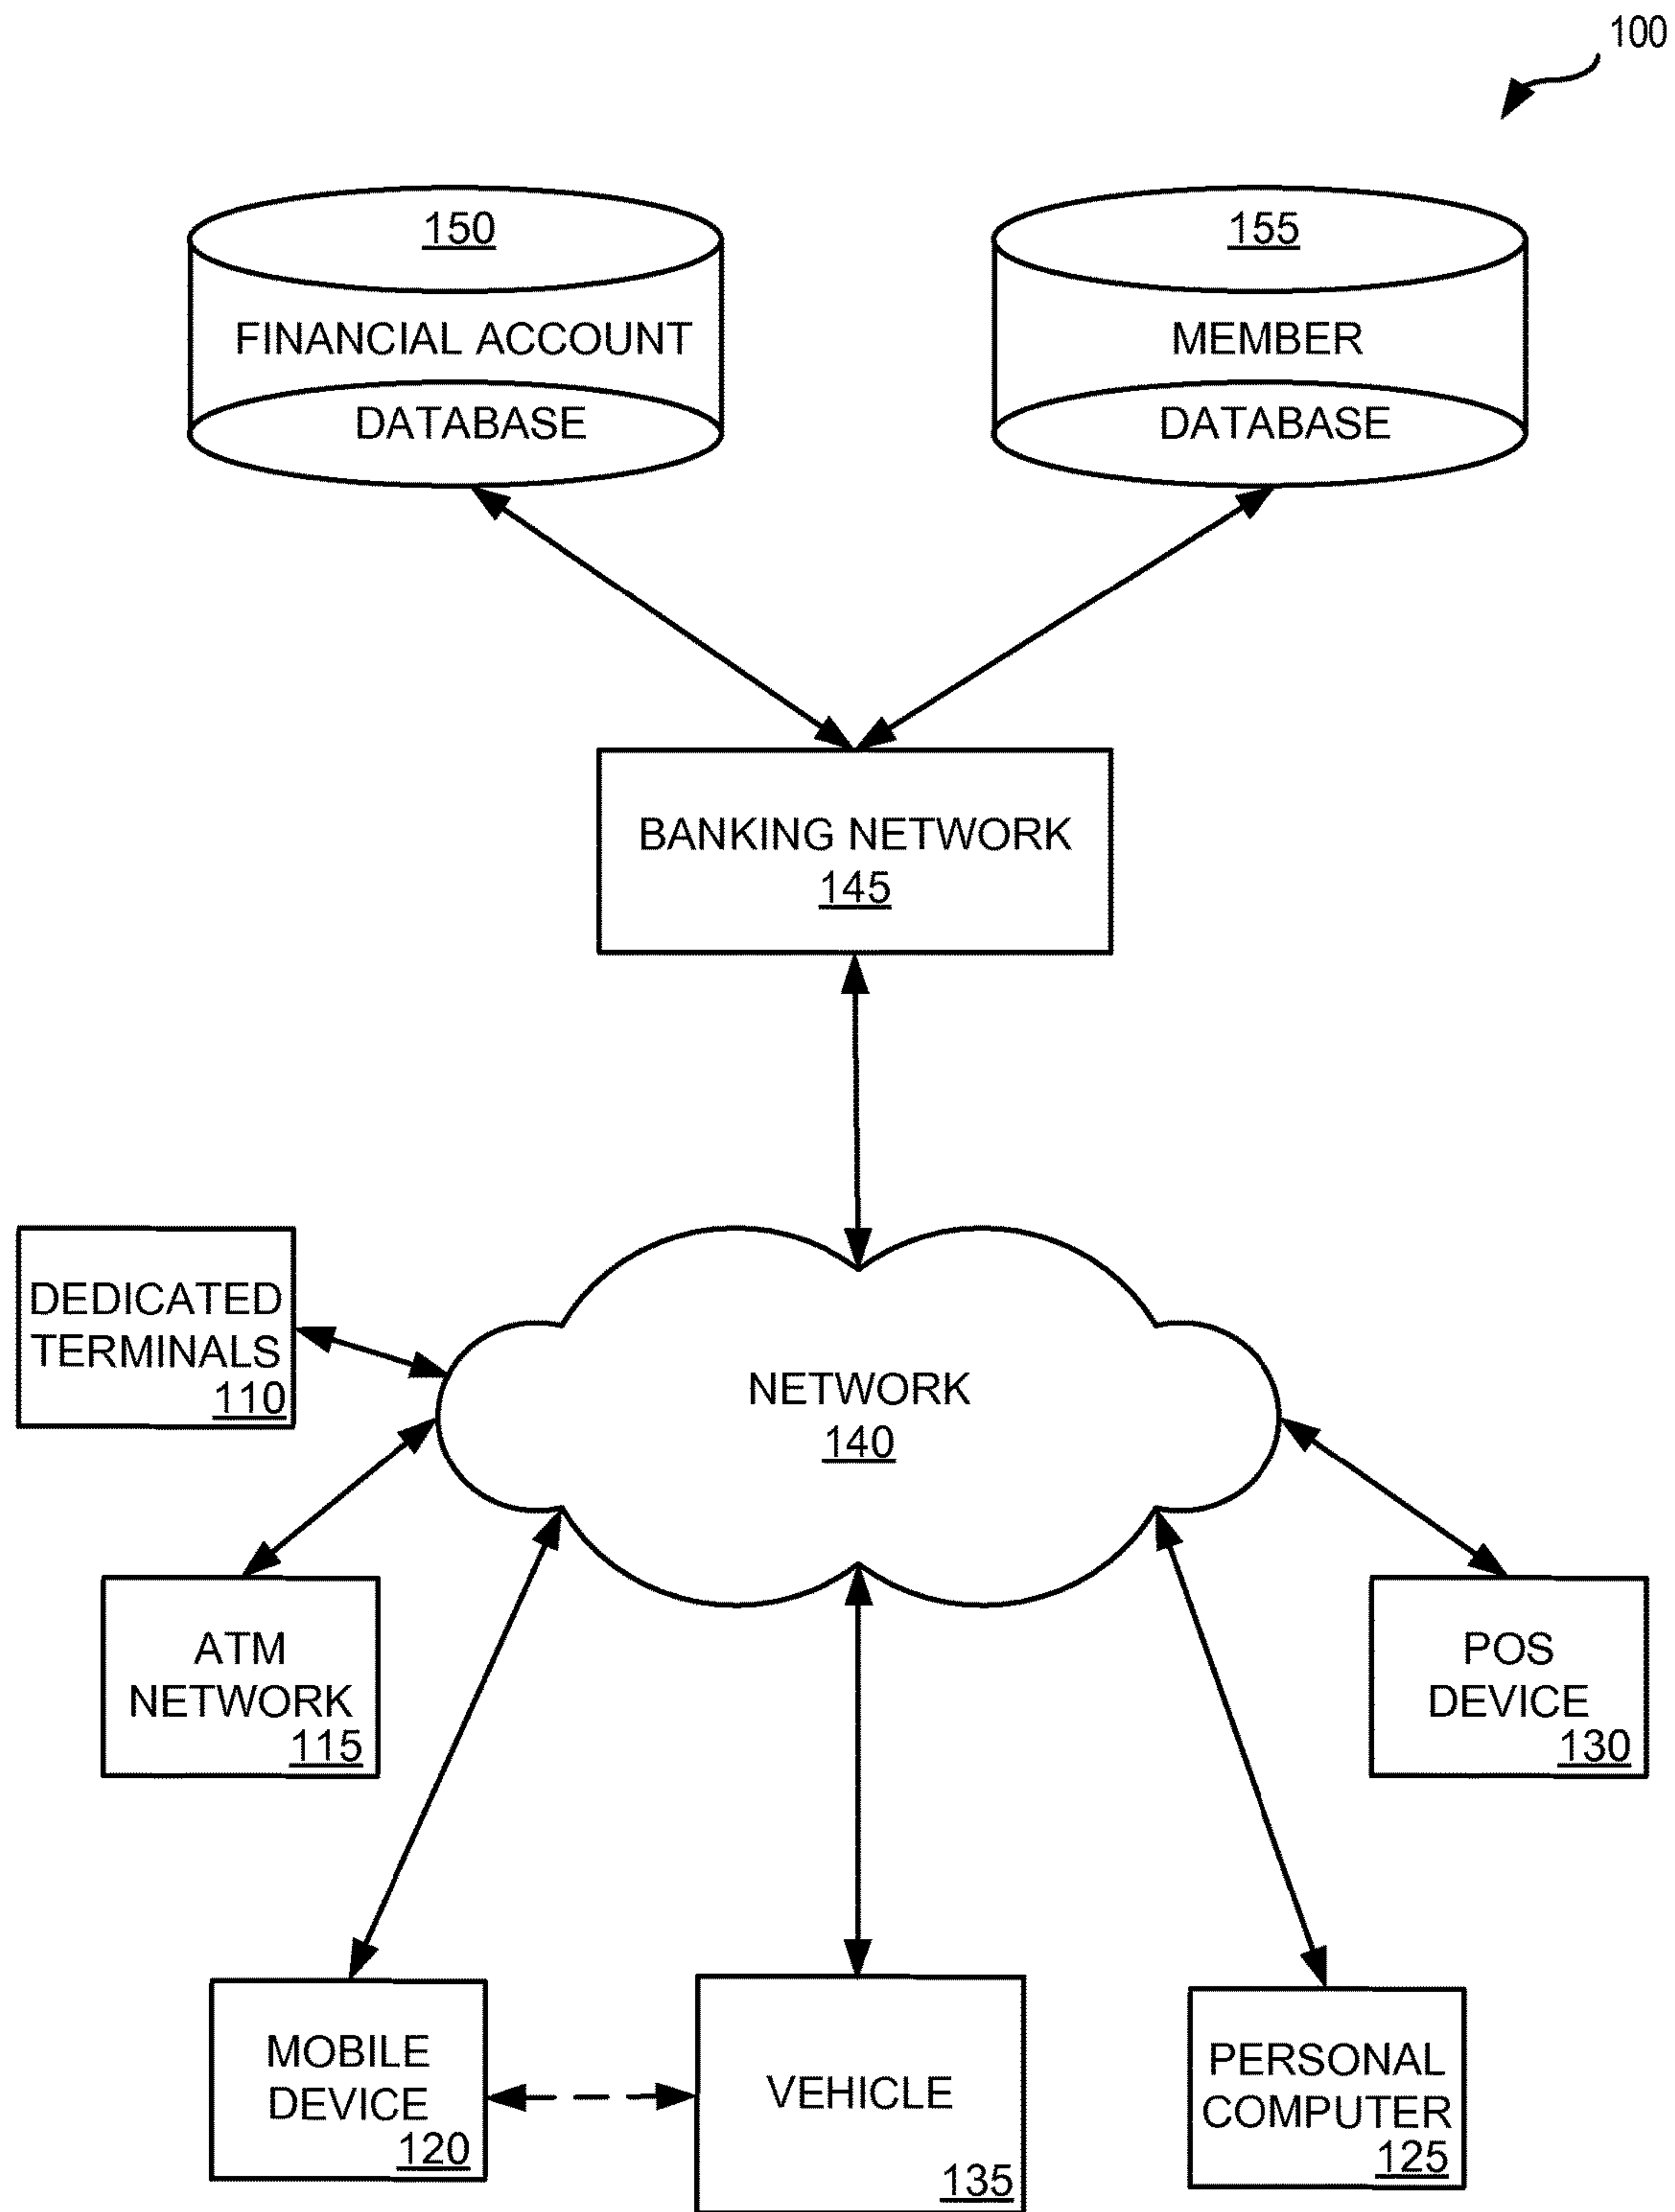 100
150
FINANCIAL ACCOUNT
DATABASE
155
MEMBER
DATABASE
BANKING NETWORK
145
DEDICATED
TERMINALS
110
NETWORK
140
ATM
NETWORK
115
POS
DEVICE
130
MOBILE
DEVICE
120
VEHICLE
135
PERSONAL
COMPUTER
125